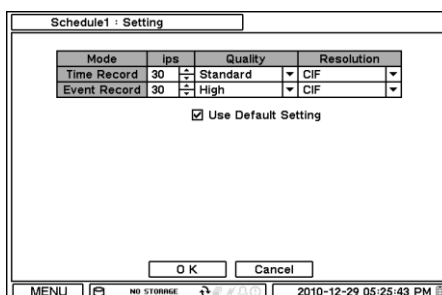 Schedule1 : Setting
Mode ips Quality Resolution
Time Record 30 Standard CIF
Event Record 30 High CIF
Use Default Setting
OK Cancel
MENU NO STORAGE 2010-12-29 05:25:43 PM